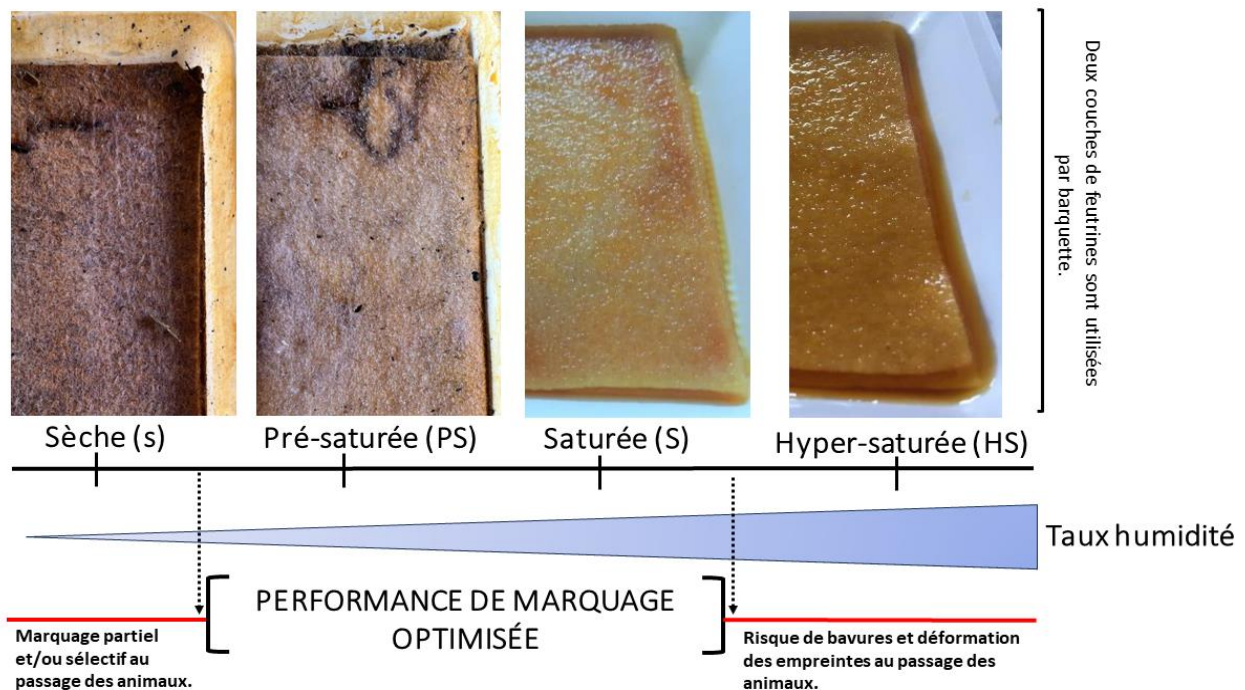 Deux couches de feutrines sont utilisées
par barquette.
Sèche (s)
Pré-saturée (PS)
Saturée (S)
Hyper-saturée (HS)
Taux humidité
PERFORMANCE DE MARQUAGE
OPTIMISÉE
Marquage partiel
et/ou sélectif au
passage des animaux.
Risque de bavures et déformation
des empreintes au passage des
animaux.